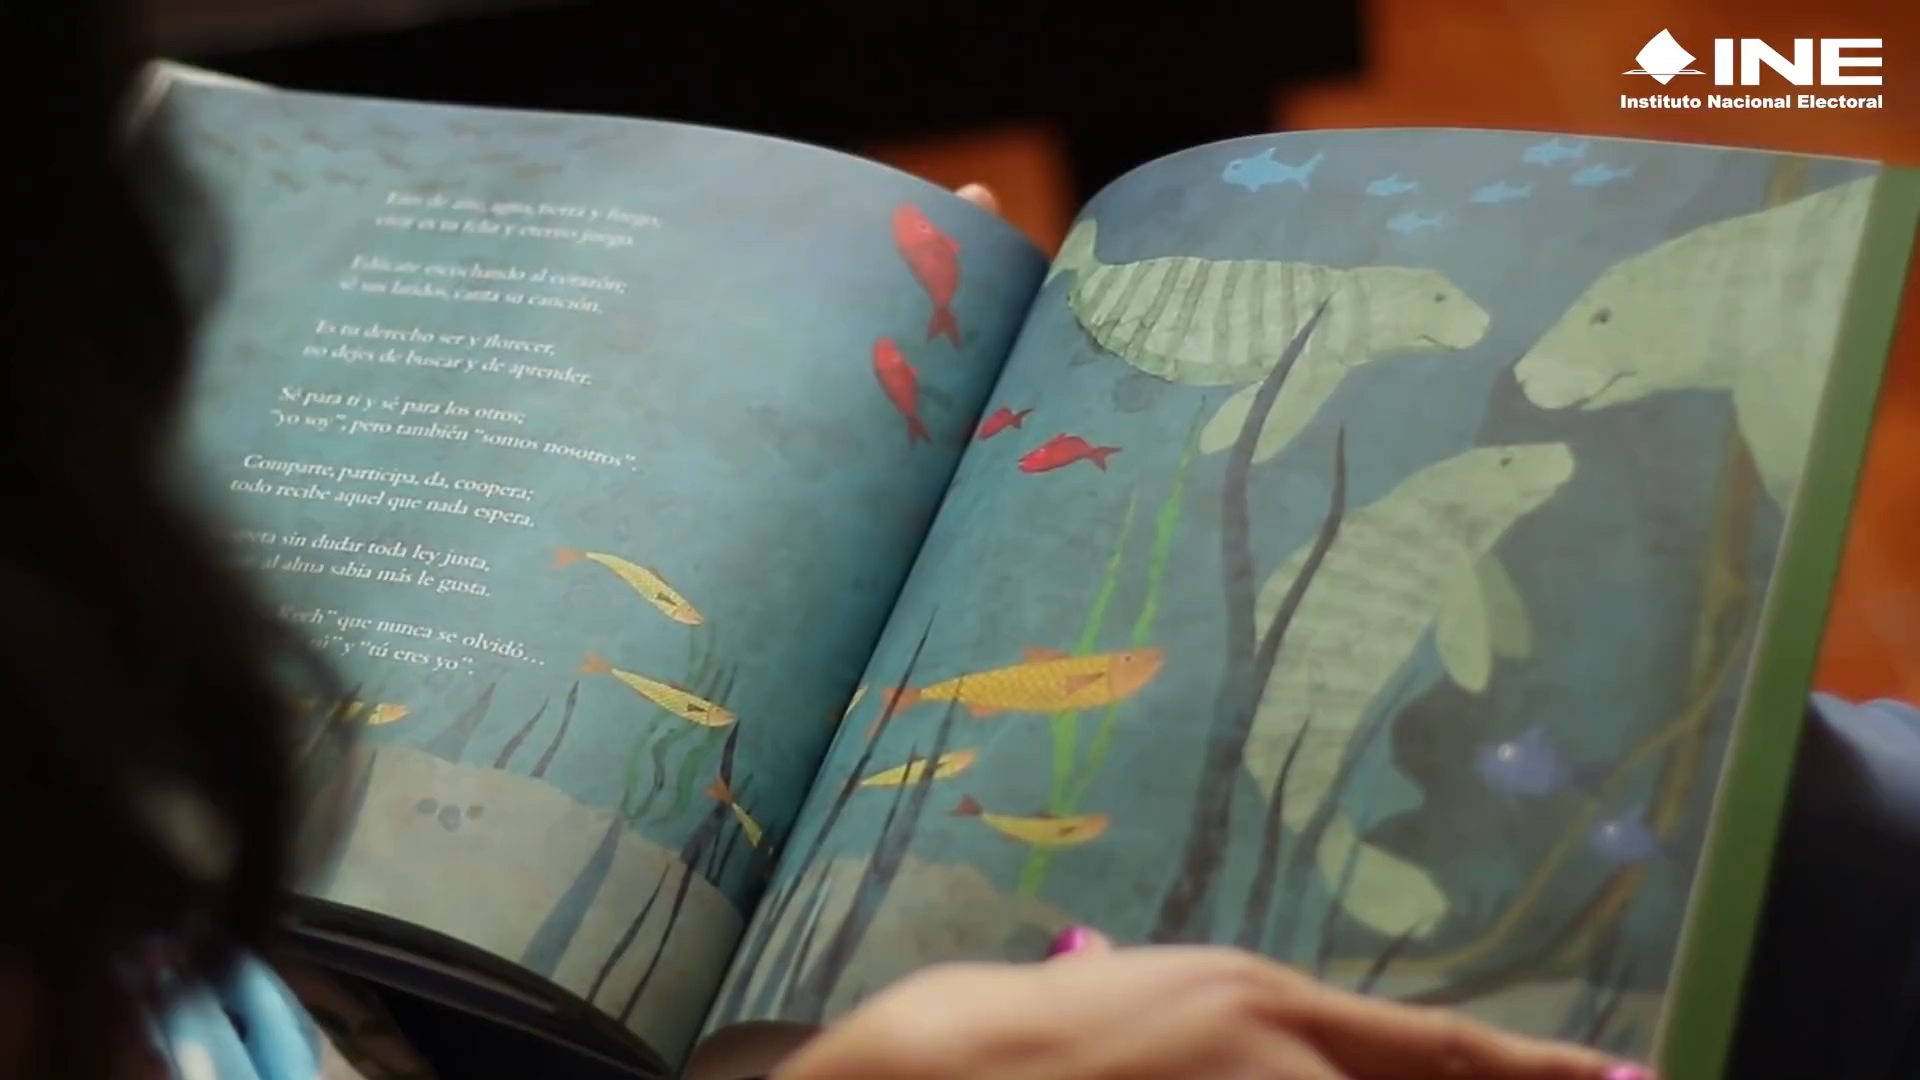 INE
Instituto Nacional Electoral
Eres de aire, agua, tierra y fuego;
vivir es tu feliz y eterno juego.
Edúcate escuchando al corazón;
sé sus latidos, canta su canción.
Es tu derecho ser y florecer,
no dejes de buscar y de aprender.
Sé para ti y sé para los otros;
"yo soy", pero también "somos nosotros".
Comparte, participa, da, coopera;
todo recibe aquel que nada espera.
sin dudar toda ley justa,
al alma sabia más le gusta.
que nunca se olvidó...
y "tú eres yo".